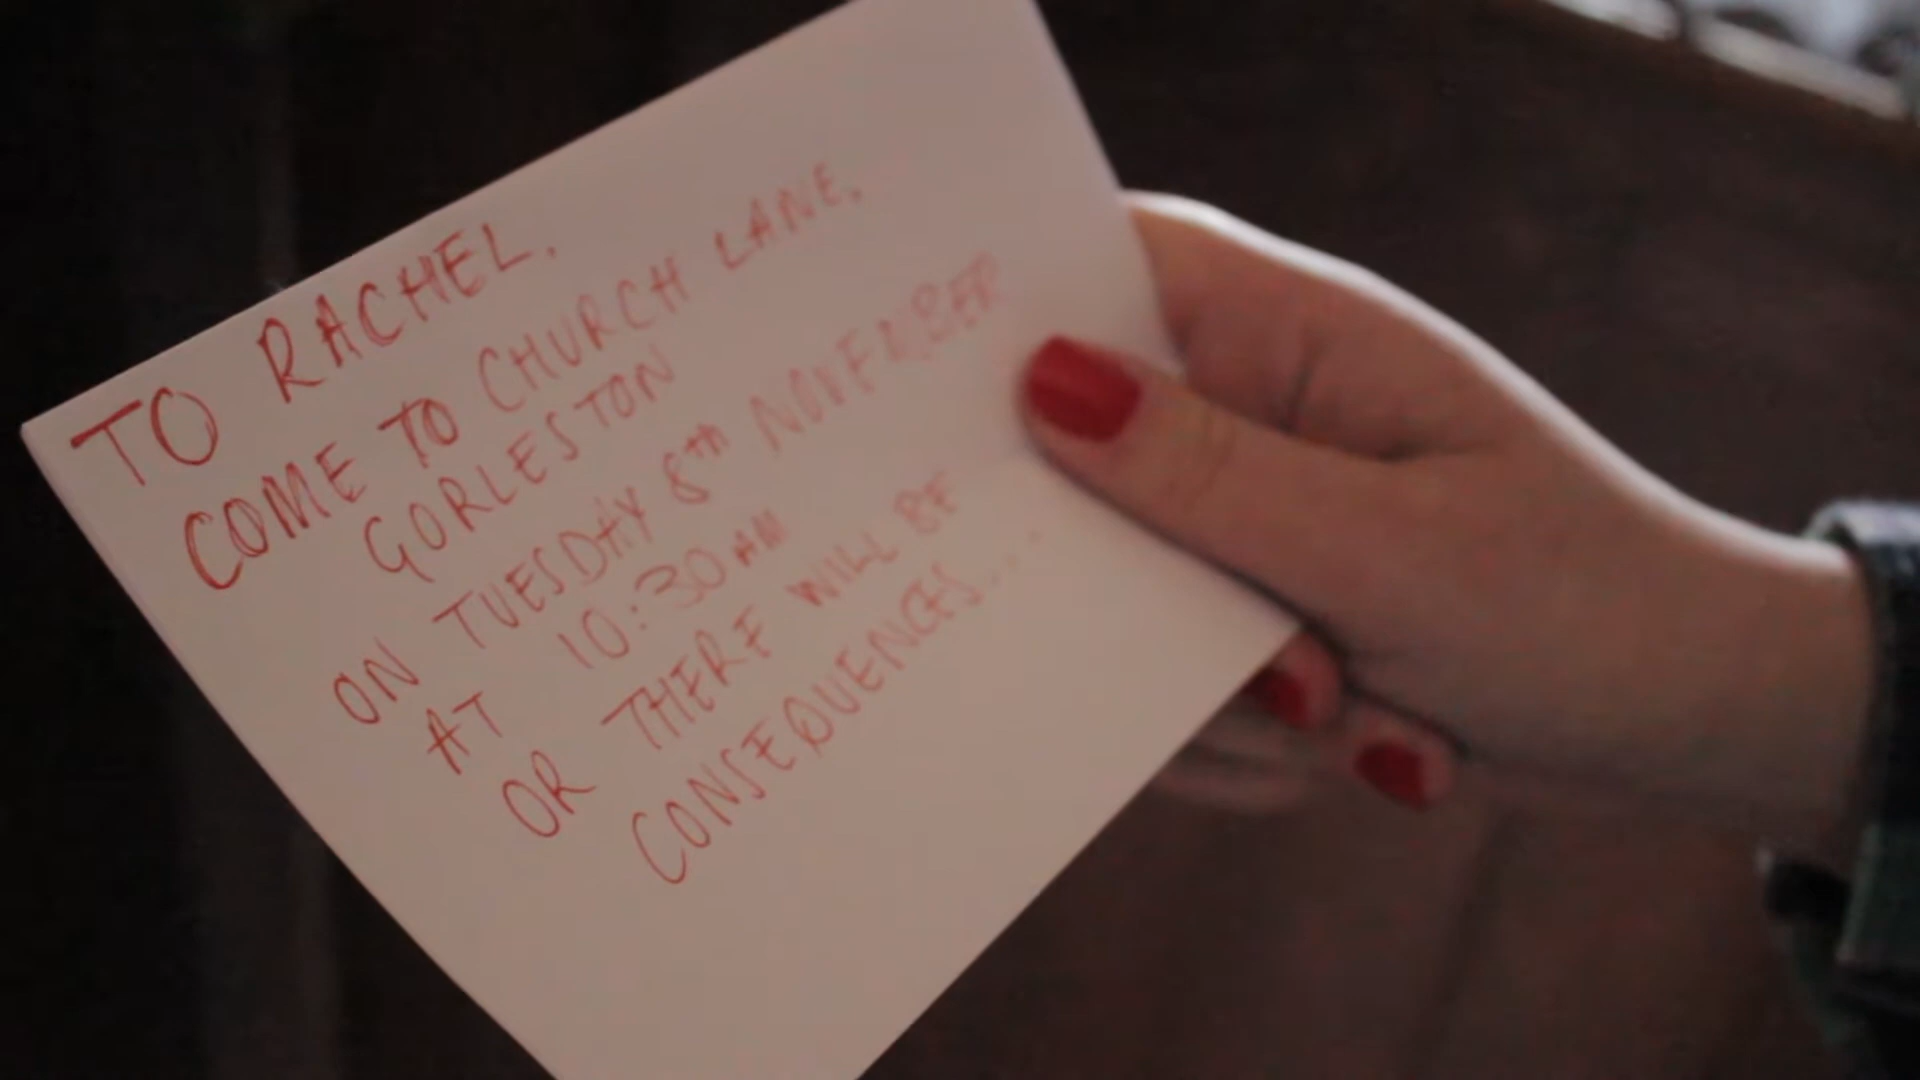 TO RACHEL.
COME TO CHURCH LANE,
GORLESTON
ON TUESDAY 8TH NOVEMBER
AT 10:30AM
OR THERE WILL BE
CONSEQUENCES...